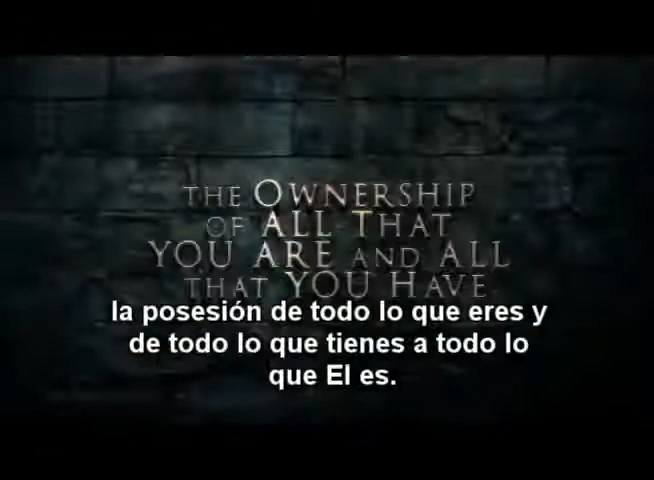 THE OWNERSHIP
OF ALL THAT
YOU ARE AND ALL
THAT YOU HAVE
la posesión de todo lo que eres y
de todo lo que tienes a todo lo
que El es.